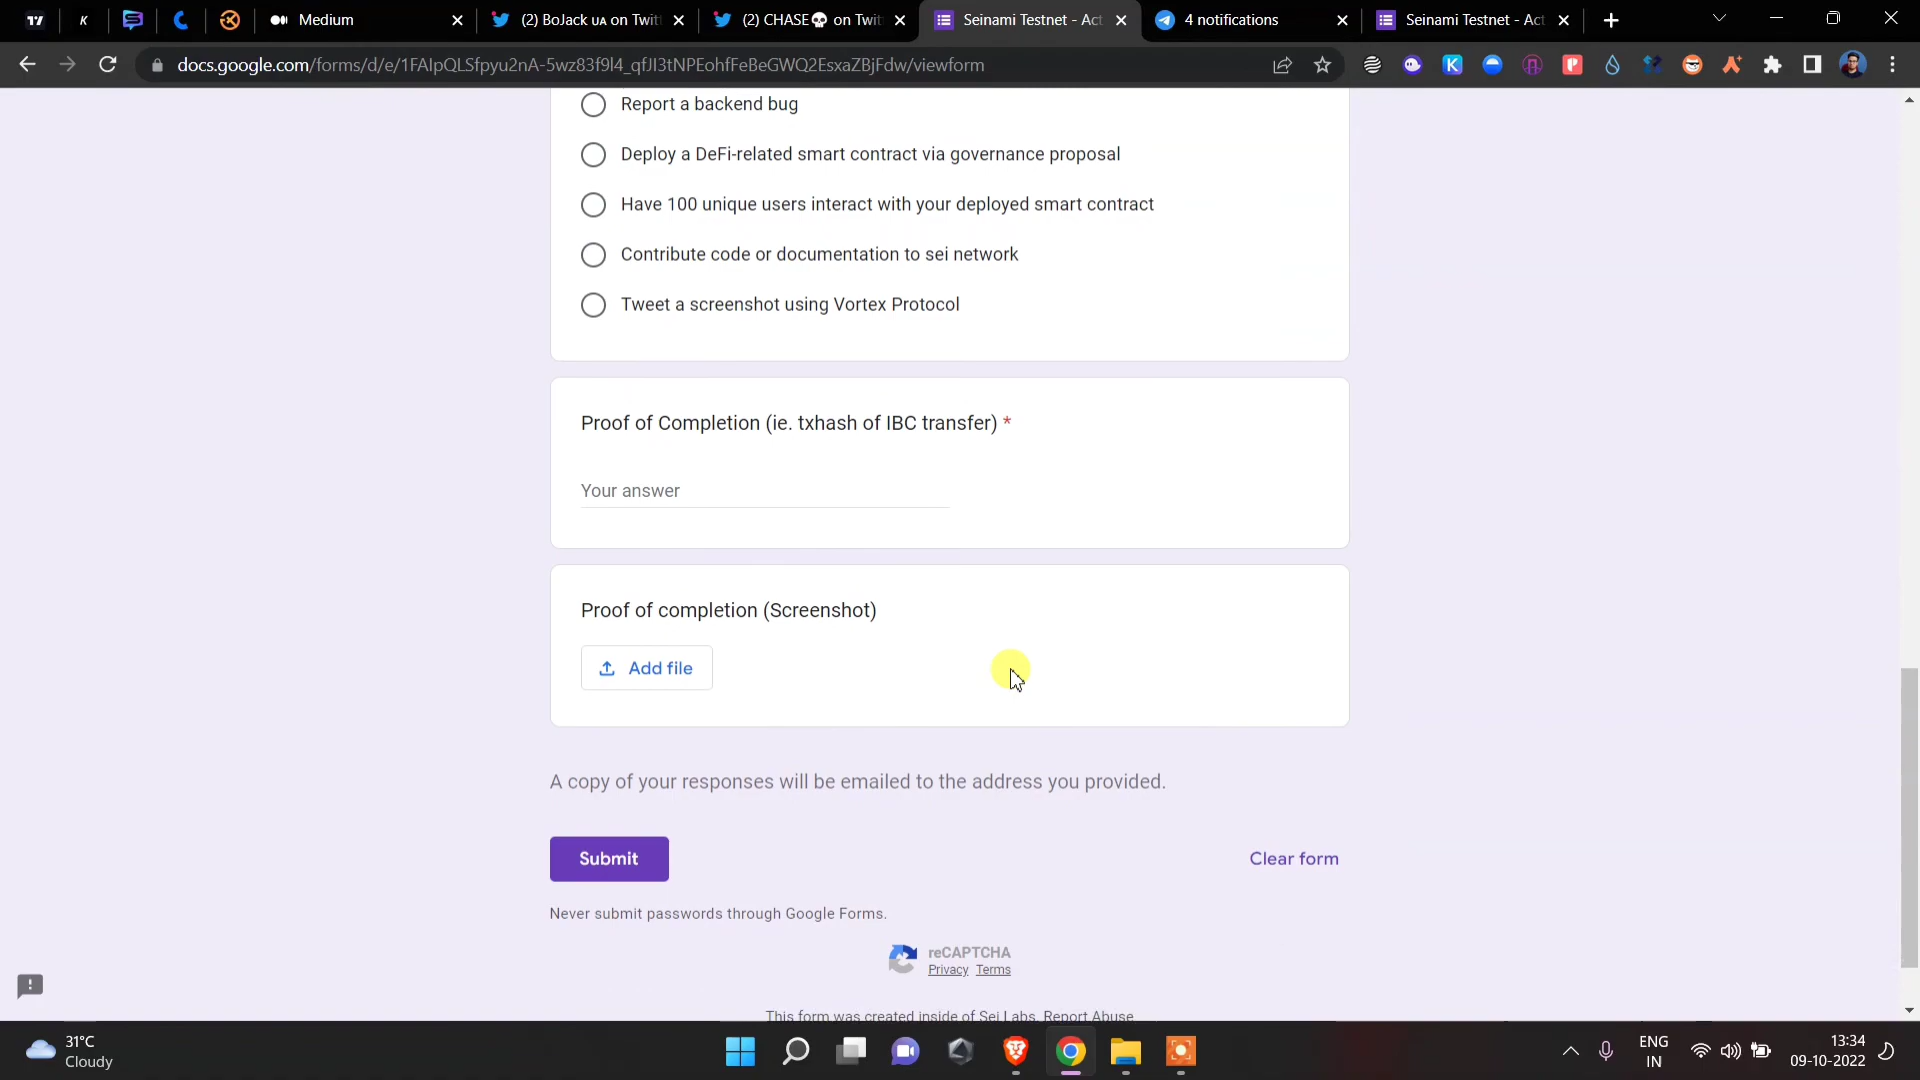 Medium
(2) BoJack ᴜᴀ on Twit
(2) CHASE💀 on Twit
Seinami Testnet - Act
4 notifications
Seinami Testnet - Act
docs.google.com/forms/d/e/1FAIpQLSfpyu2nA-5wz83f9l4_qfJI3tNPEohfFeBeGWQ2EsxaZBjFdw/viewform
Report a backend bug
Deploy a DeFi-related smart contract via governance proposal
Have 100 unique users interact with your deployed smart contract
Contribute code or documentation to sei network
Tweet a screenshot using Vortex Protocol
Proof of Completion (ie. txhash of IBC transfer) *
Your answer
Proof of completion (Screenshot)
Add file
A copy of your responses will be emailed to the address you provided.
Submit
Clear form
Never submit passwords through Google Forms.
reCAPTCHA
Privacy Terms
This form was created inside of Sei Labs. Report Abuse
31°C
Cloudy
ENG
IN
13:34
09-10-2022